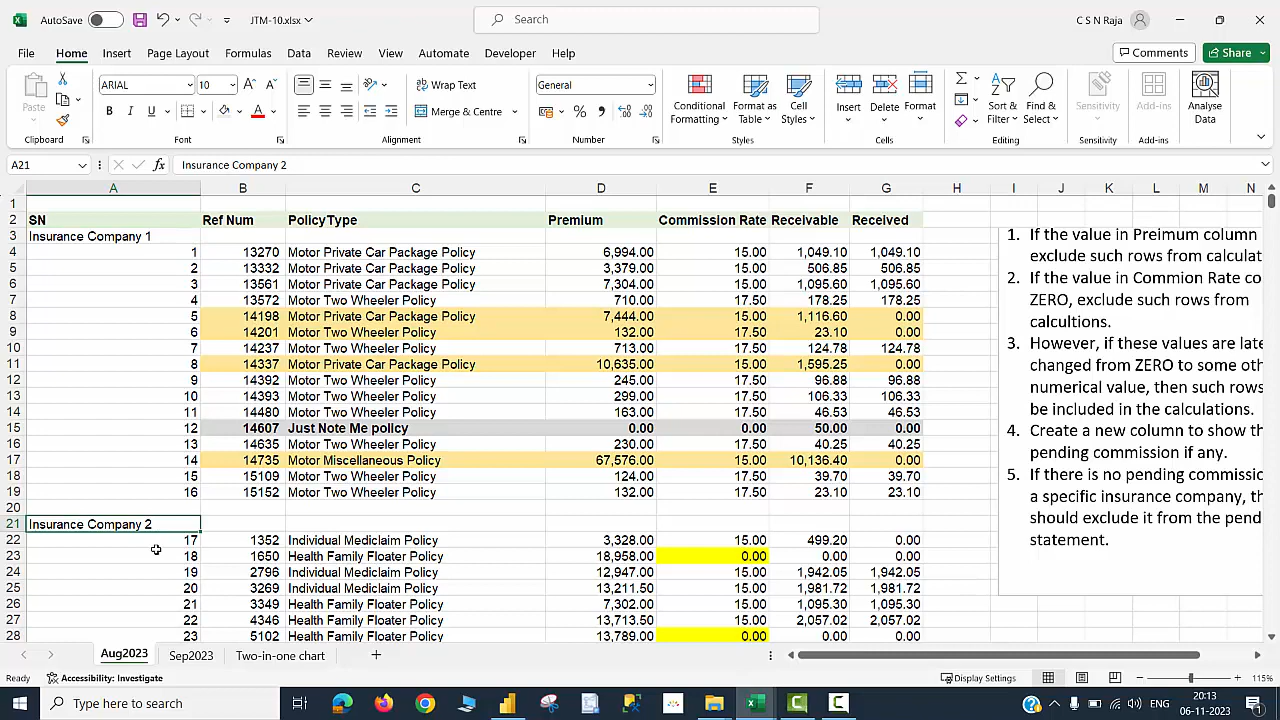 AutoSave
JTM-10.xlsx
Search
C S N Raja
File Home Insert Page Layout Formulas Data Review View Automate Developer Help
Comments Share
Paste
ARIAL 10
B I U A
Wrap Text
Merge & Centre
General
Conditional Formatting
Format as Table
Cell Styles
Insert Delete Format
Sort & Filter
Find & Select
Sensitivity
Add-ins
Analyse Data
Clipboard Font Alignment Number Styles Cells Editing Sensitivity Add-ins
A21 fx Insurance Company 2
A B C D E F G H I J K L M N
1
2 SN Ref Num Policy Type Premium Commission Rate Receivable Received
3 Insurance Company 1
4 1 13270 Motor Private Car Package Policy 6,994.00 15.00 1,049.10 1,049.10
5 2 13332 Motor Private Car Package Policy 3,379.00 15.00 506.85 506.85
6 3 13561 Motor Private Car Package Policy 7,304.00 15.00 1,095.60 1,095.60
7 4 13572 Motor Two Wheeler Policy 710.00 17.50 178.25 178.25
8 5 14198 Motor Private Car Package Policy 7,444.00 15.00 1,116.60 0.00
9 6 14201 Motor Two Wheeler Policy 132.00 17.50 23.10 0.00
10 7 14237 Motor Two Wheeler Policy 713.00 17.50 124.78 124.78
11 8 14337 Motor Private Car Package Policy 10,635.00 15.00 1,595.25 0.00
12 9 14392 Motor Two Wheeler Policy 245.00 17.50 96.88 96.88
13 10 14393 Motor Two Wheeler Policy 299.00 17.50 106.33 106.33
14 11 14480 Motor Two Wheeler Policy 163.00 17.50 46.53 46.53
15 12 14607 Just Note Me policy 0.00 0.00 50.00 0.00
16 13 14635 Motor Two Wheeler Policy 230.00 17.50 40.25 40.25
17 14 14735 Motor Miscellaneous Policy 67,576.00 15.00 10,136.40 0.00
18 15 15109 Motor Two Wheeler Policy 124.00 17.50 39.70 39.70
19 16 15152 Motor Two Wheeler Policy 132.00 17.50 23.10 23.10
20
21 Insurance Company 2
22 17 1352 Individual Mediclaim Policy 3,328.00 15.00 499.20 0.00
23 18 1650 Health Family Floater Policy 18,958.00 0.00 0.00 0.00
24 19 2796 Individual Mediclaim Policy 12,947.00 15.00 1,942.05 1,942.05
25 20 3269 Individual Mediclaim Policy 13,211.50 15.00 1,981.72 1,981.72
26 21 3349 Health Family Floater Policy 7,302.00 15.00 1,095.30 1,095.30
27 22 4346 Health Family Floater Policy 13,713.50 15.00 2,057.02 2,057.02
28 23 5102 Health Family Floater Policy 13,789.00 0.00 0.00 0.00
1. If the value in Preimum column
exclude such rows from calculat
2. If the value in Commion Rate co
ZERO, exclude such rows from
calcultions.
3. However, if these values are late
changed from ZERO to some oth
numerical value, then such rows
be included in the calculations.
4. Create a new column to show th
pending commission if any.
5. If there is no pending commissio
a specific insurance company, th
should exclude it from the pend
statement.
Aug2023 Sep2023 Two-in-one chart
Ready Accessibility: Investigate Display Settings 115%
Type here to search
ENG
20:13
06-11-2023